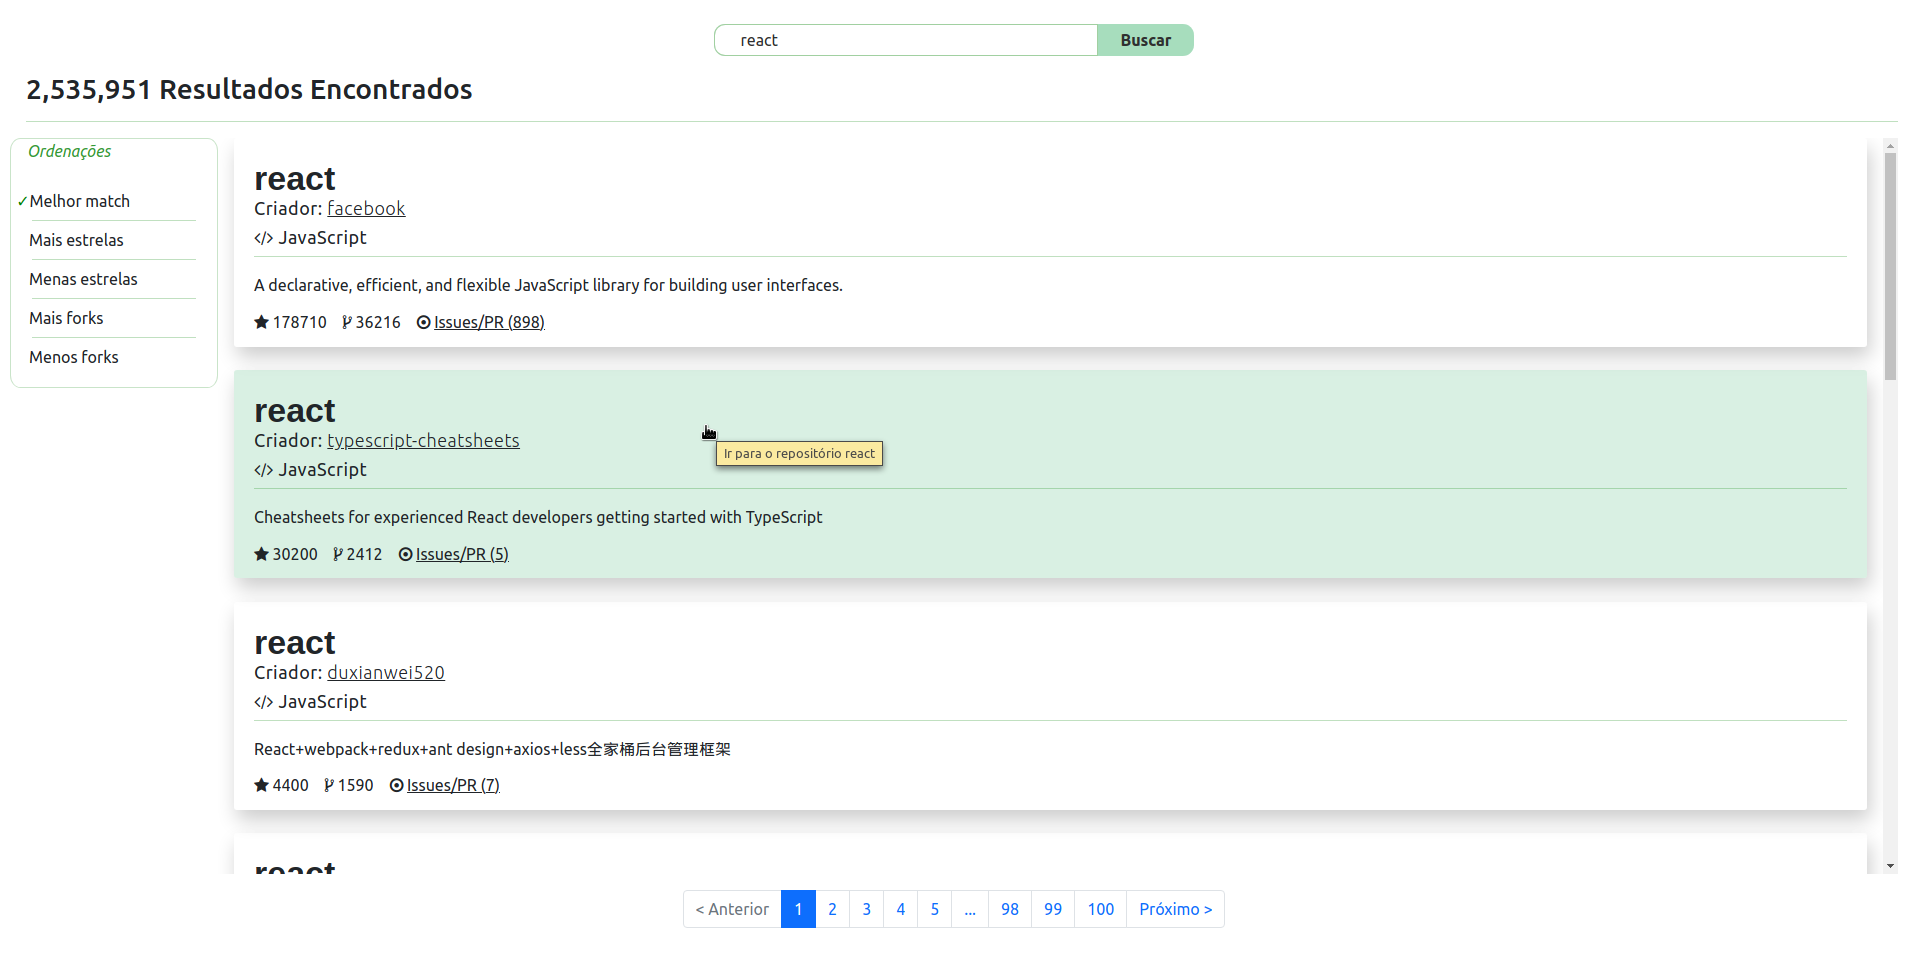 react
Buscar
2,535,951 Resultados Encontrados
Ordenações
✓Melhor match
Mais estrelas
Menas estrelas
Mais forks
Menos forks
react
Criador: facebook
</> JavaScript
A declarative, efficient, and flexible JavaScript library for building user interfaces.
178710 36216 Issues/PR (898)
react
Criador: typescript-cheatsheets
Ir para o repositório react
</> JavaScript
Cheatsheets for experienced React developers getting started with TypeScript
30200 2412 Issues/PR (5)
react
Criador: duxianwei520
</> JavaScript
React+webpack+redux+ant design+axios+less全家桶后台管理框架
4400 1590 Issues/PR (7)
react
< Anterior 1 2 3 4 5 ... 98 99 100 Próximo >